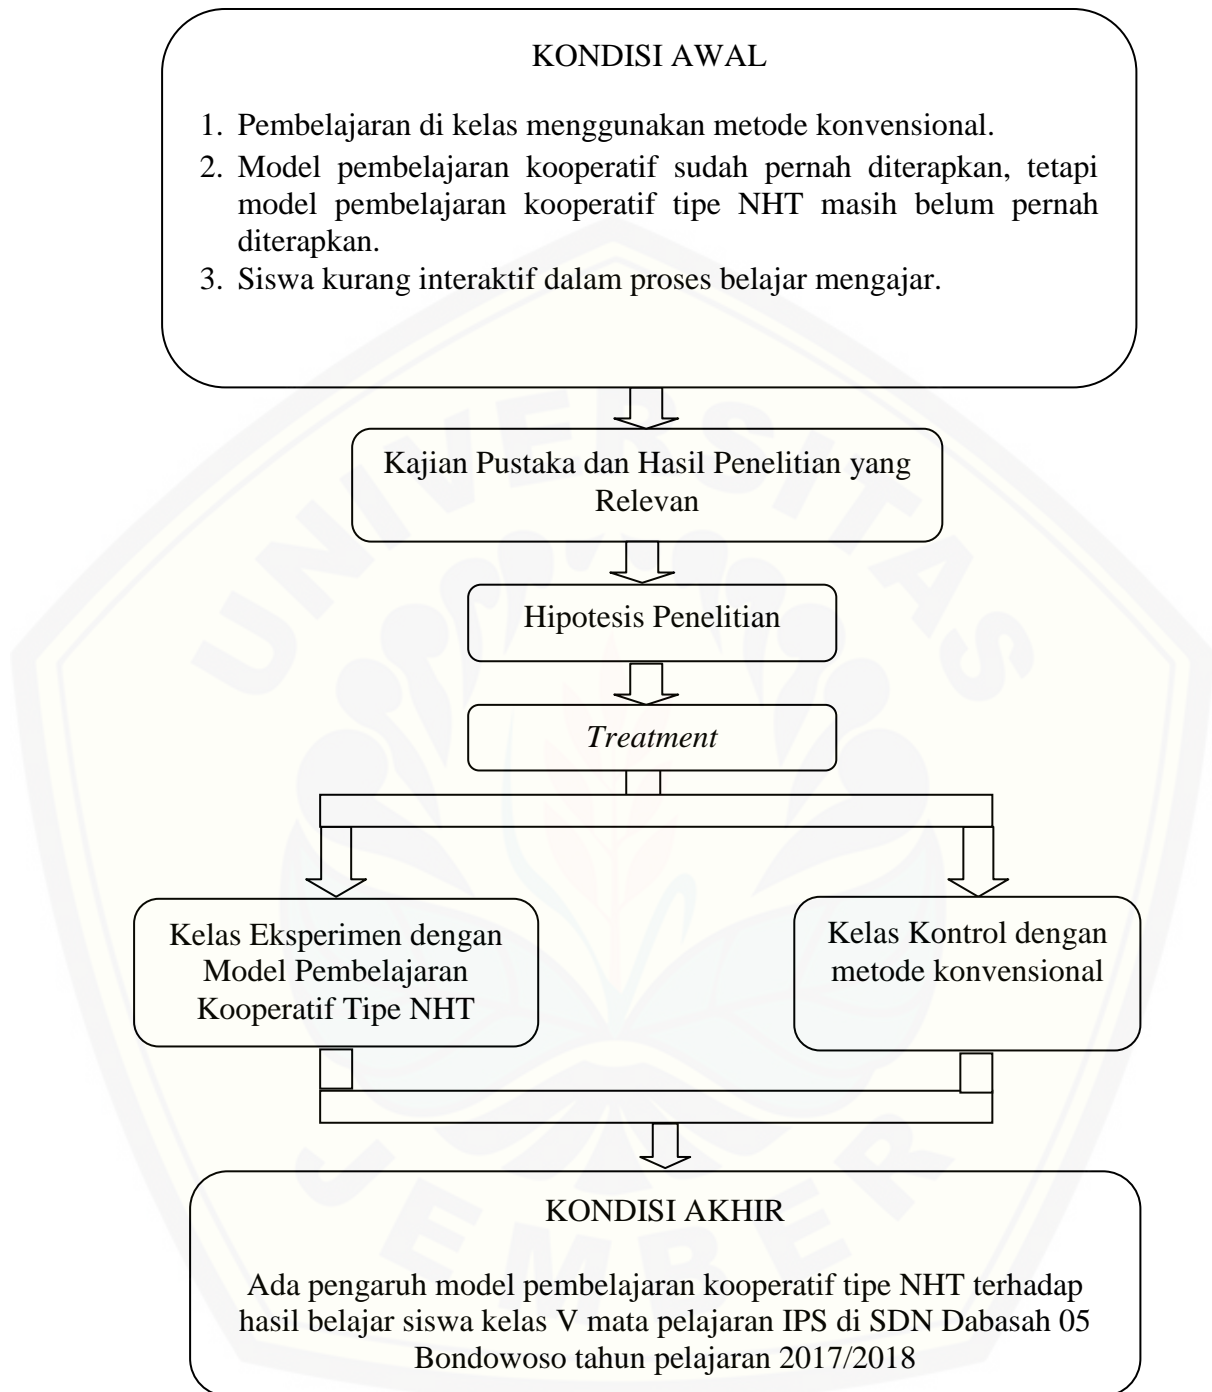 KONDISI AWAL
1. Pembelajaran di kelas menggunakan metode konvensional.
2. Model pembelajaran kooperatif sudah pernah diterapkan, tetapi
model pembelajaran kooperatif tipe NHT masih belum pernah
diterapkan.
3. Siswa kurang interaktif dalam proses belajar mengajar.
Kajian Pustaka dan Hasil Penelitian yang
Relevan
Hipotesis Penelitian
Treatment
Kelas Eksperimen dengan
Model Pembelajaran
Kooperatif Tipe NHT
Kelas Kontrol dengan
metode konvensional
KONDISI AKHIR
Ada pengaruh model pembelajaran kooperatif tipe NHT terhadap
hasil belajar siswa kelas V mata pelajaran IPS di SDN Dabasah 05
Bondowoso tahun pelajaran 2017/2018
UNIVERSITAS
JEMBER